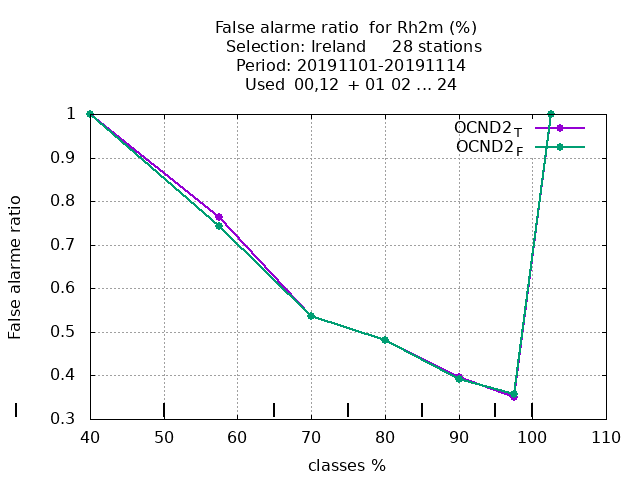 False alarme ratio  for Rh2m (%)
Selection: Ireland     28 stations
Period: 20191101-20191114
Used  00,12  + 01 02 ... 24
OCND2T
OCND2F
1
0.9
0.8
0.7
0.6
0.5
0.4
0.3
False alarme ratio
40 50 60 70 80 90 100 110
classes %